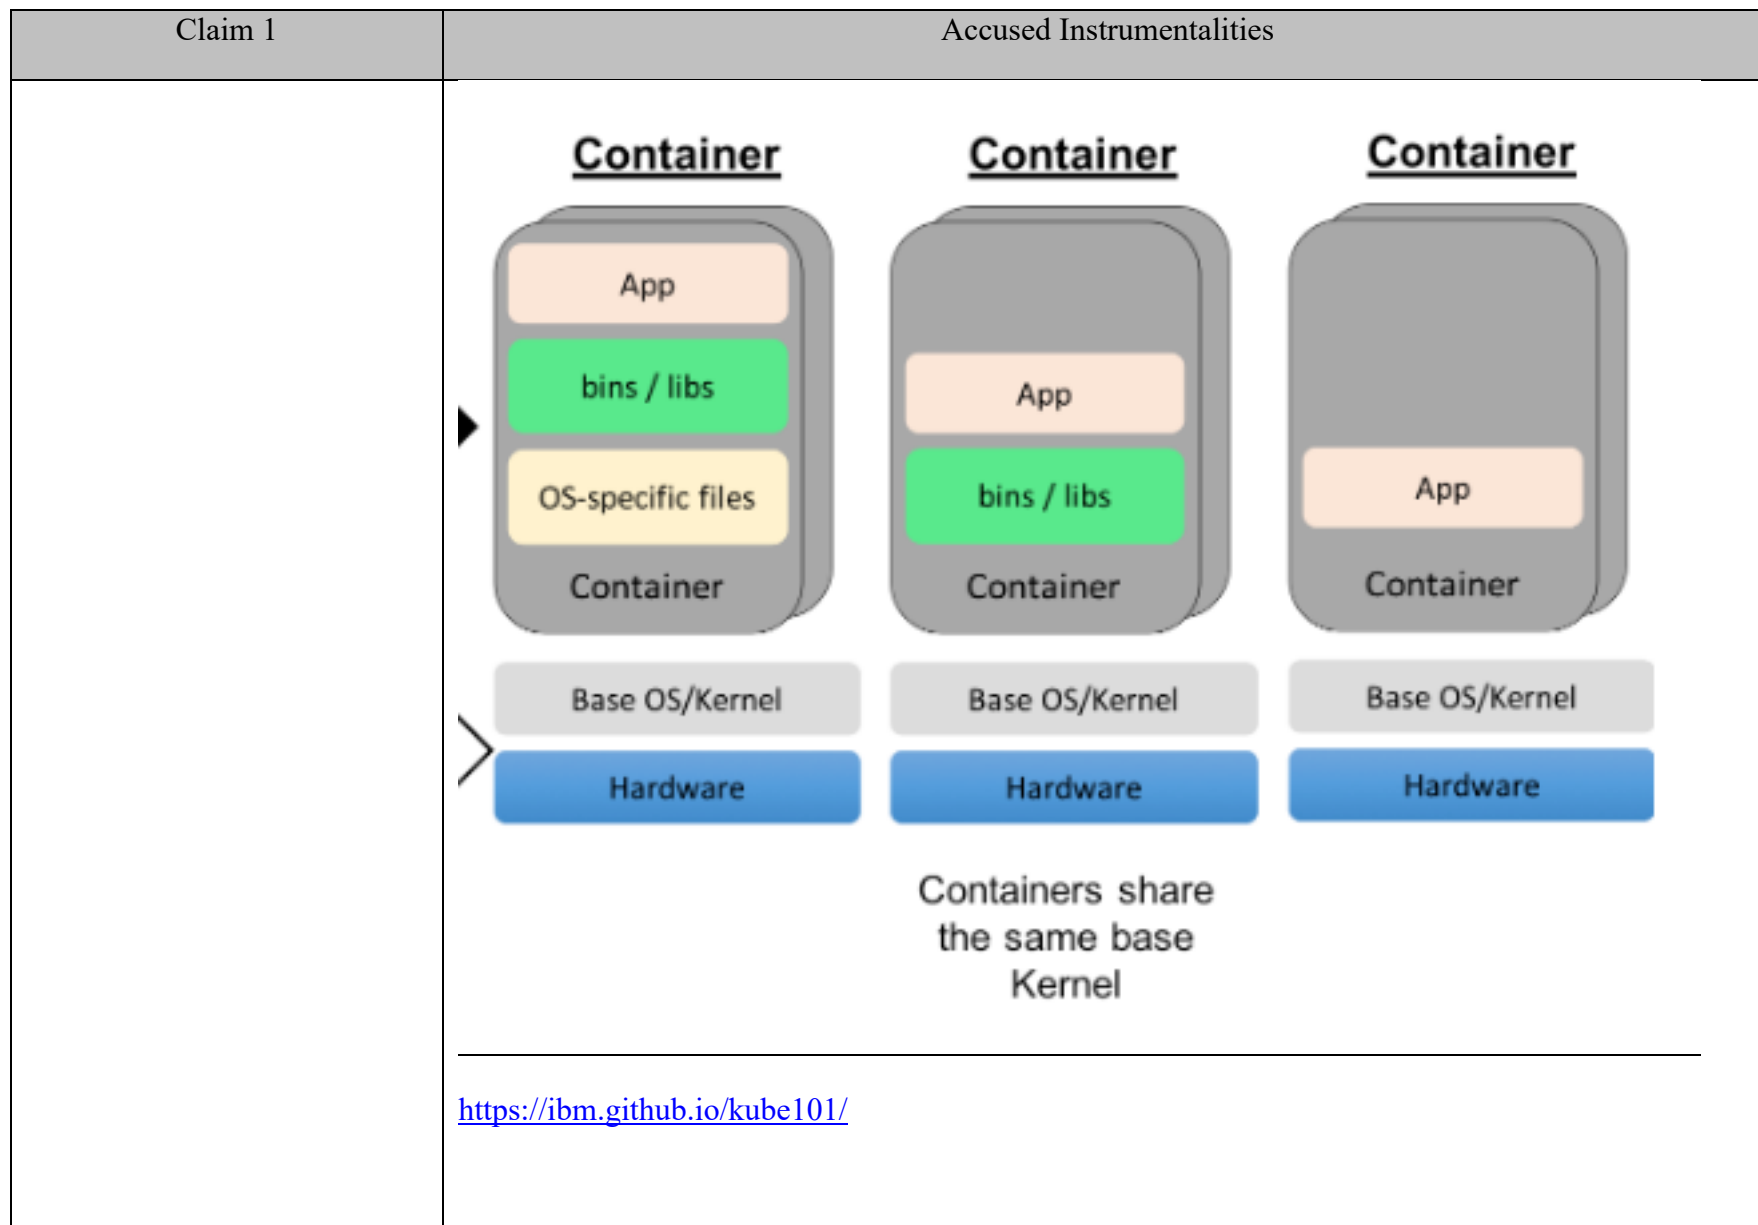 Claim 1
Accused Instrumentalities
Container
App
bins / libs
OS-specific files
Container
Base OS/Kernel
Hardware
Container
App
bins / libs
Container
Base OS/Kernel
Hardware
Container
App
Container
Base OS/Kernel
Hardware
Containers share
the same base
Kernel
https://ibm.github.io/kube101/